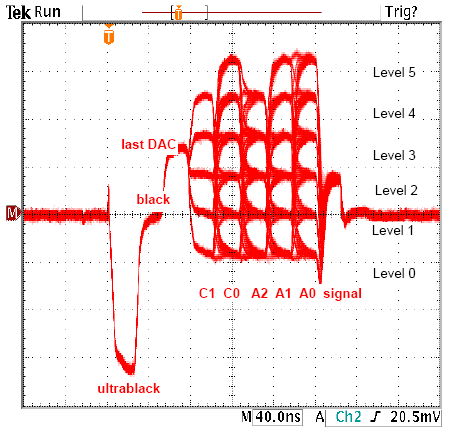 Tek Run
Trig?
T
T
Level 5
Level 4
last DAC
Level 3
black
Level 2
M
Level 1
Level 0
C1 C0 A2 A1 A0 signal
ultrablack
M 40.0ns A Ch2 20.5mV